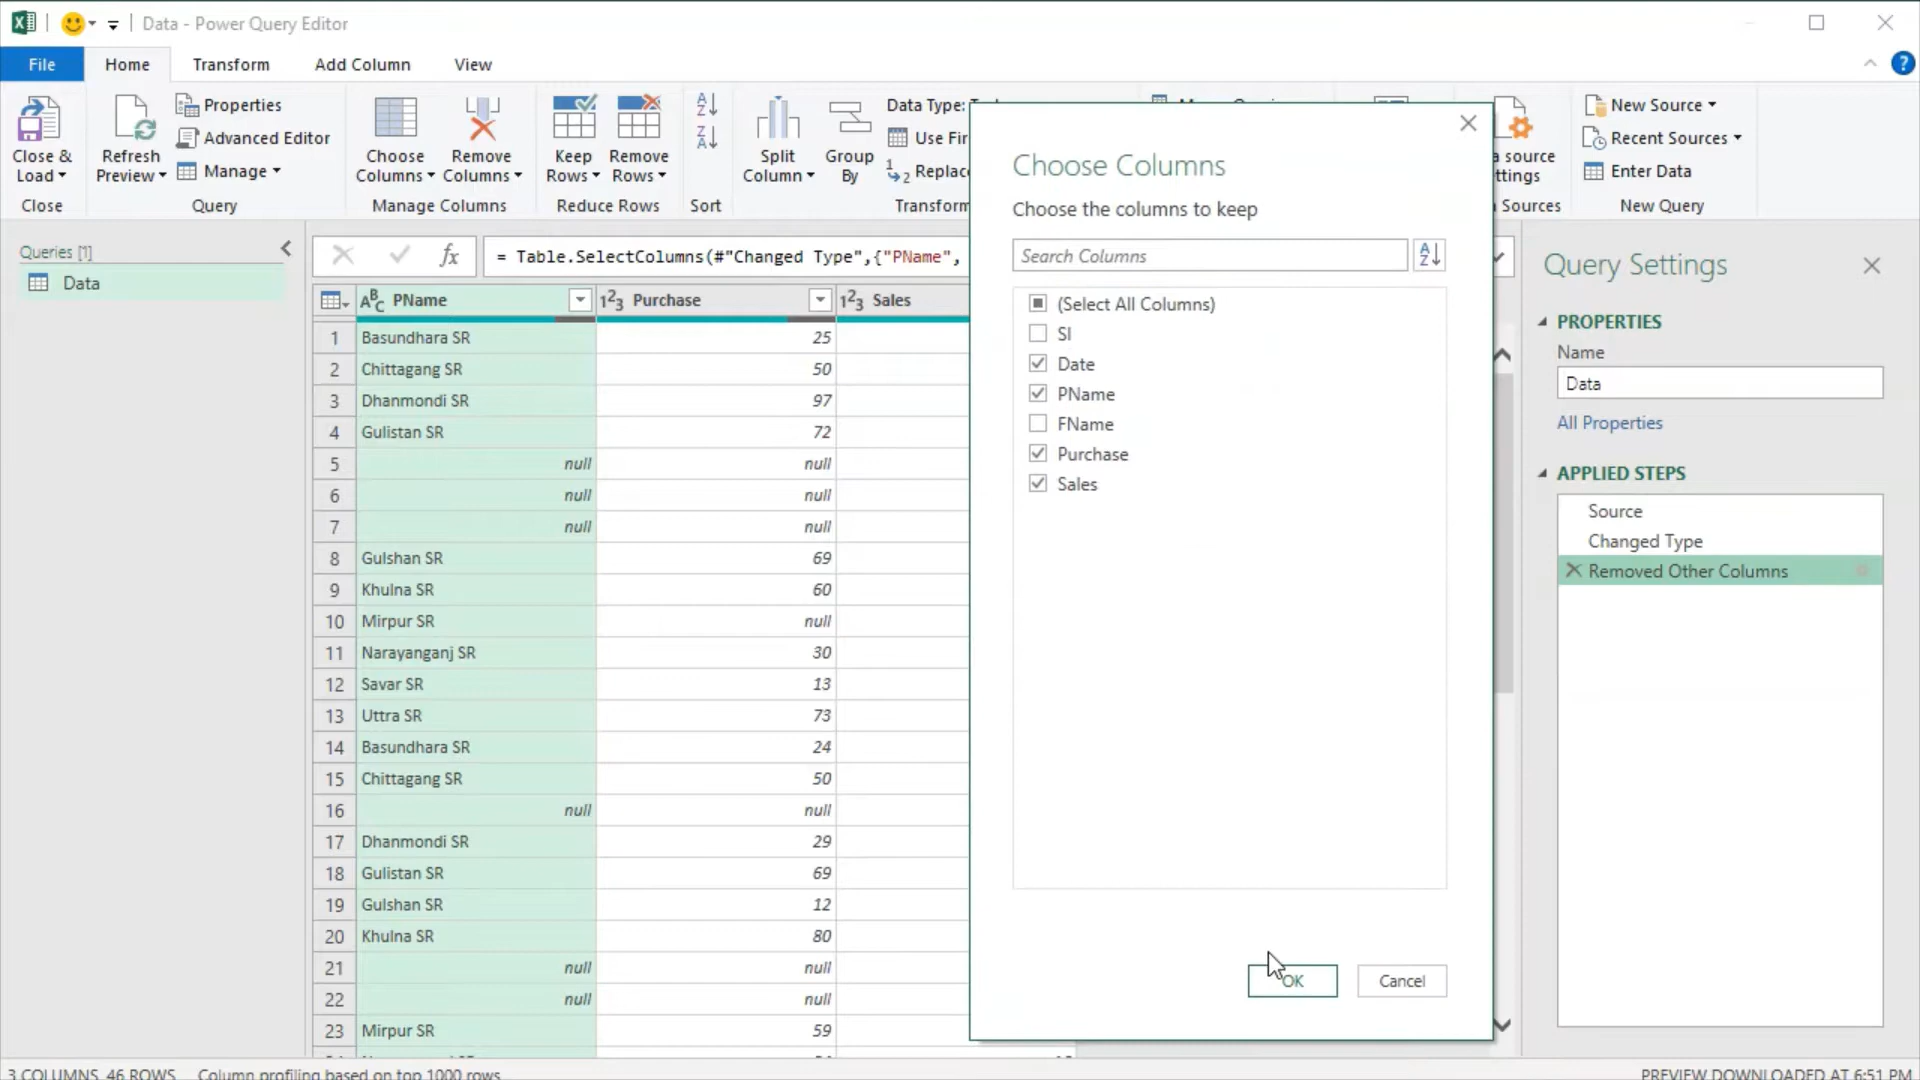 Data - Power Query Editor
File Home Transform Add Column View
Close & Load
Close
Refresh Preview
Properties
Advanced Editor
Manage
Query
Choose Columns
Remove Columns
Manage Columns
Keep Rows
Remove Rows
Reduce Rows
Sort
Split Column
Group By
Data Type:
Use Fir
Replac
Transform
New Source
Recent Sources
Enter Data
New Query
Queries [1]
Data
= Table.SelectColumns(#"Changed Type",{"PName",
PName Purchase Sales
1 Basundhara SR 25
2 Chittagang SR 50
3 Dhanmondi SR 97
4 Gulistan SR 72
5 null null
6 null null
7 null null
8 Gulshan SR 69
9 Khulna SR 60
10 Mirpur SR null
11 Narayanganj SR 30
12 Savar SR 13
13 Uttra SR 73
14 Basundhara SR 24
15 Chittagang SR 50
16 null null
17 Dhanmondi SR 29
18 Gulistan SR 69
19 Gulshan SR 12
20 Khulna SR 80
21 null null
22 null null
23 Mirpur SR 59
3 COLUMNS, 46 ROWS Column profiling based on top 1000 rows
Choose Columns
Choose the columns to keep
Search Columns
(Select All Columns)
SI
Date
PName
FName
Purchase
Sales
OK Cancel
a source
ttings
Sources
Query Settings
PROPERTIES
Name
Data
All Properties
APPLIED STEPS
Source
Changed Type
Removed Other Columns
PREVIEW DOWNLOADED AT 6:51 PM